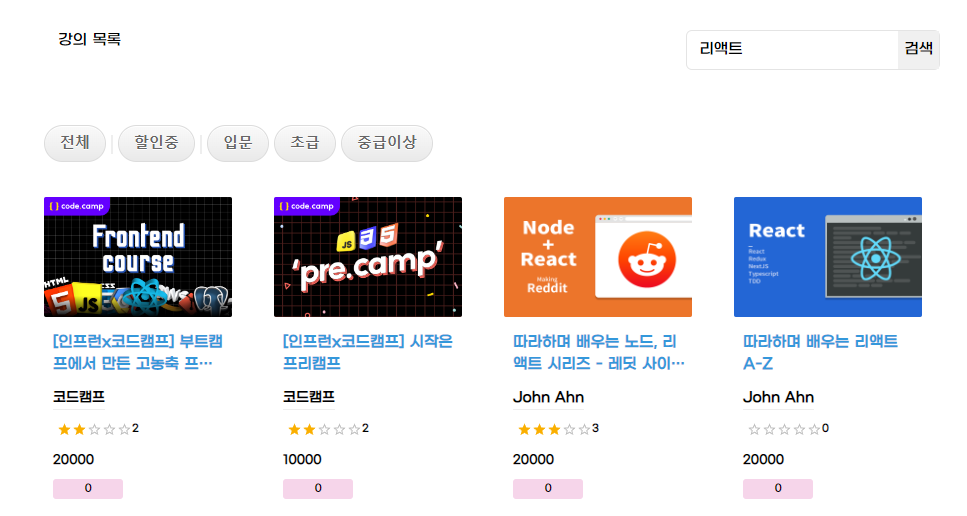 강의 목록
리액트
검색
전체
할인중
입문
초급
중급이상
{ } code.camp
Frontend
course
HTML
5
JS
CSS
{ } code.camp
JS
3
5
'pre.camp'
Node
+
React
Making
Reddit
React
React
Redux
NextJS
Typescript
TDD
[인프런x코드캠프] 부트캠
프에서 만든 고농축 프…
[인프런x코드캠프] 시작은
프리캠프
따라하며 배우는 노드, 리
액트 시리즈 - 레딧 사이…
따라하며 배우는 리액트
A-Z
코드캠프
코드캠프
John Ahn
John Ahn
2
2
3
0
20000
10000
20000
20000
0
0
0
0